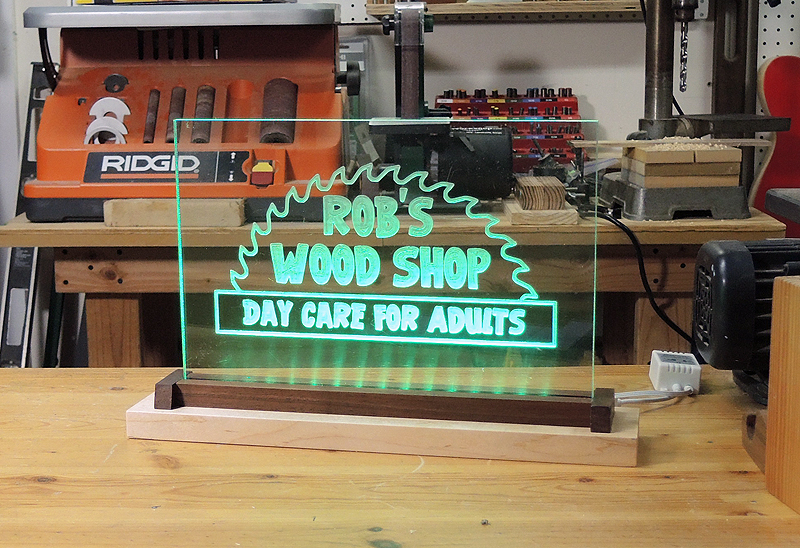 RIDGID
ROB'S
WOOD SHOP
DAY CARE FOR ADULTS